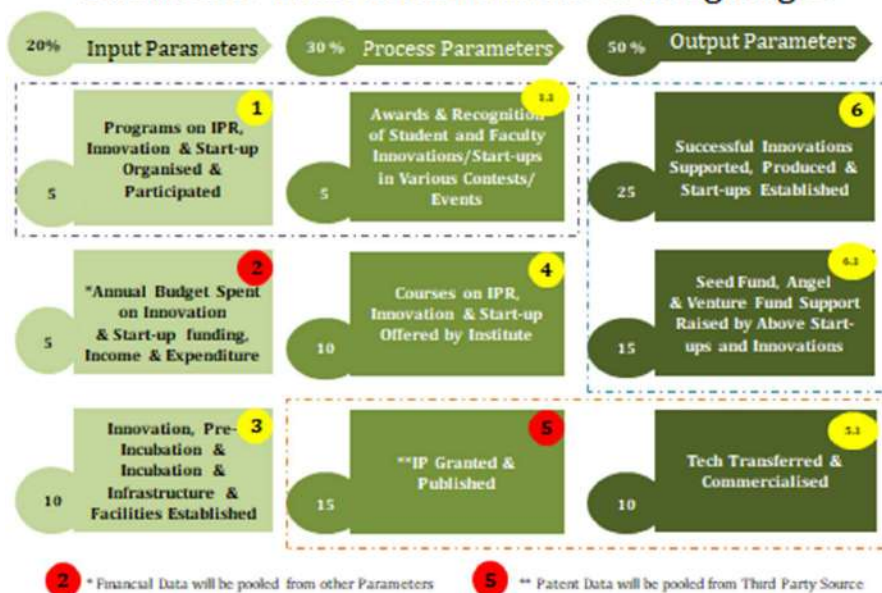 20%
Input Parameters
30 %
Process Parameters
50 %
Output Parameters
1
Programs on IPR,
Innovation & Start-up
Organised &
Participated
5
1.1
Awards & Recognition
of Student and Faculty
Innovations/Start-ups
in Various Contests/
Events
5
6
Successful Innovations
Supported, Produced &
Start-ups Established
25
2
*Annual Budget Spent
on Innovation
& Start-up funding,
Income & Expenditure
5
4
Courses on IPR,
Innovation & Start-up
Offered by Institute
10
6.1
Seed Fund, Angel
& Venture Fund Support
Raised by Above Start-
ups and Innovations
15
3
Innovation, Pre-
Incubation &
Incubation &
Infrastructure &
Facilities Established
10
5
**IP Granted &
Published
15
5.1
Tech Transferred &
Commercialised
10
2 * Financial Data will be pooled from other Parameters
5 ** Patent Data will be pooled from Third Party Source